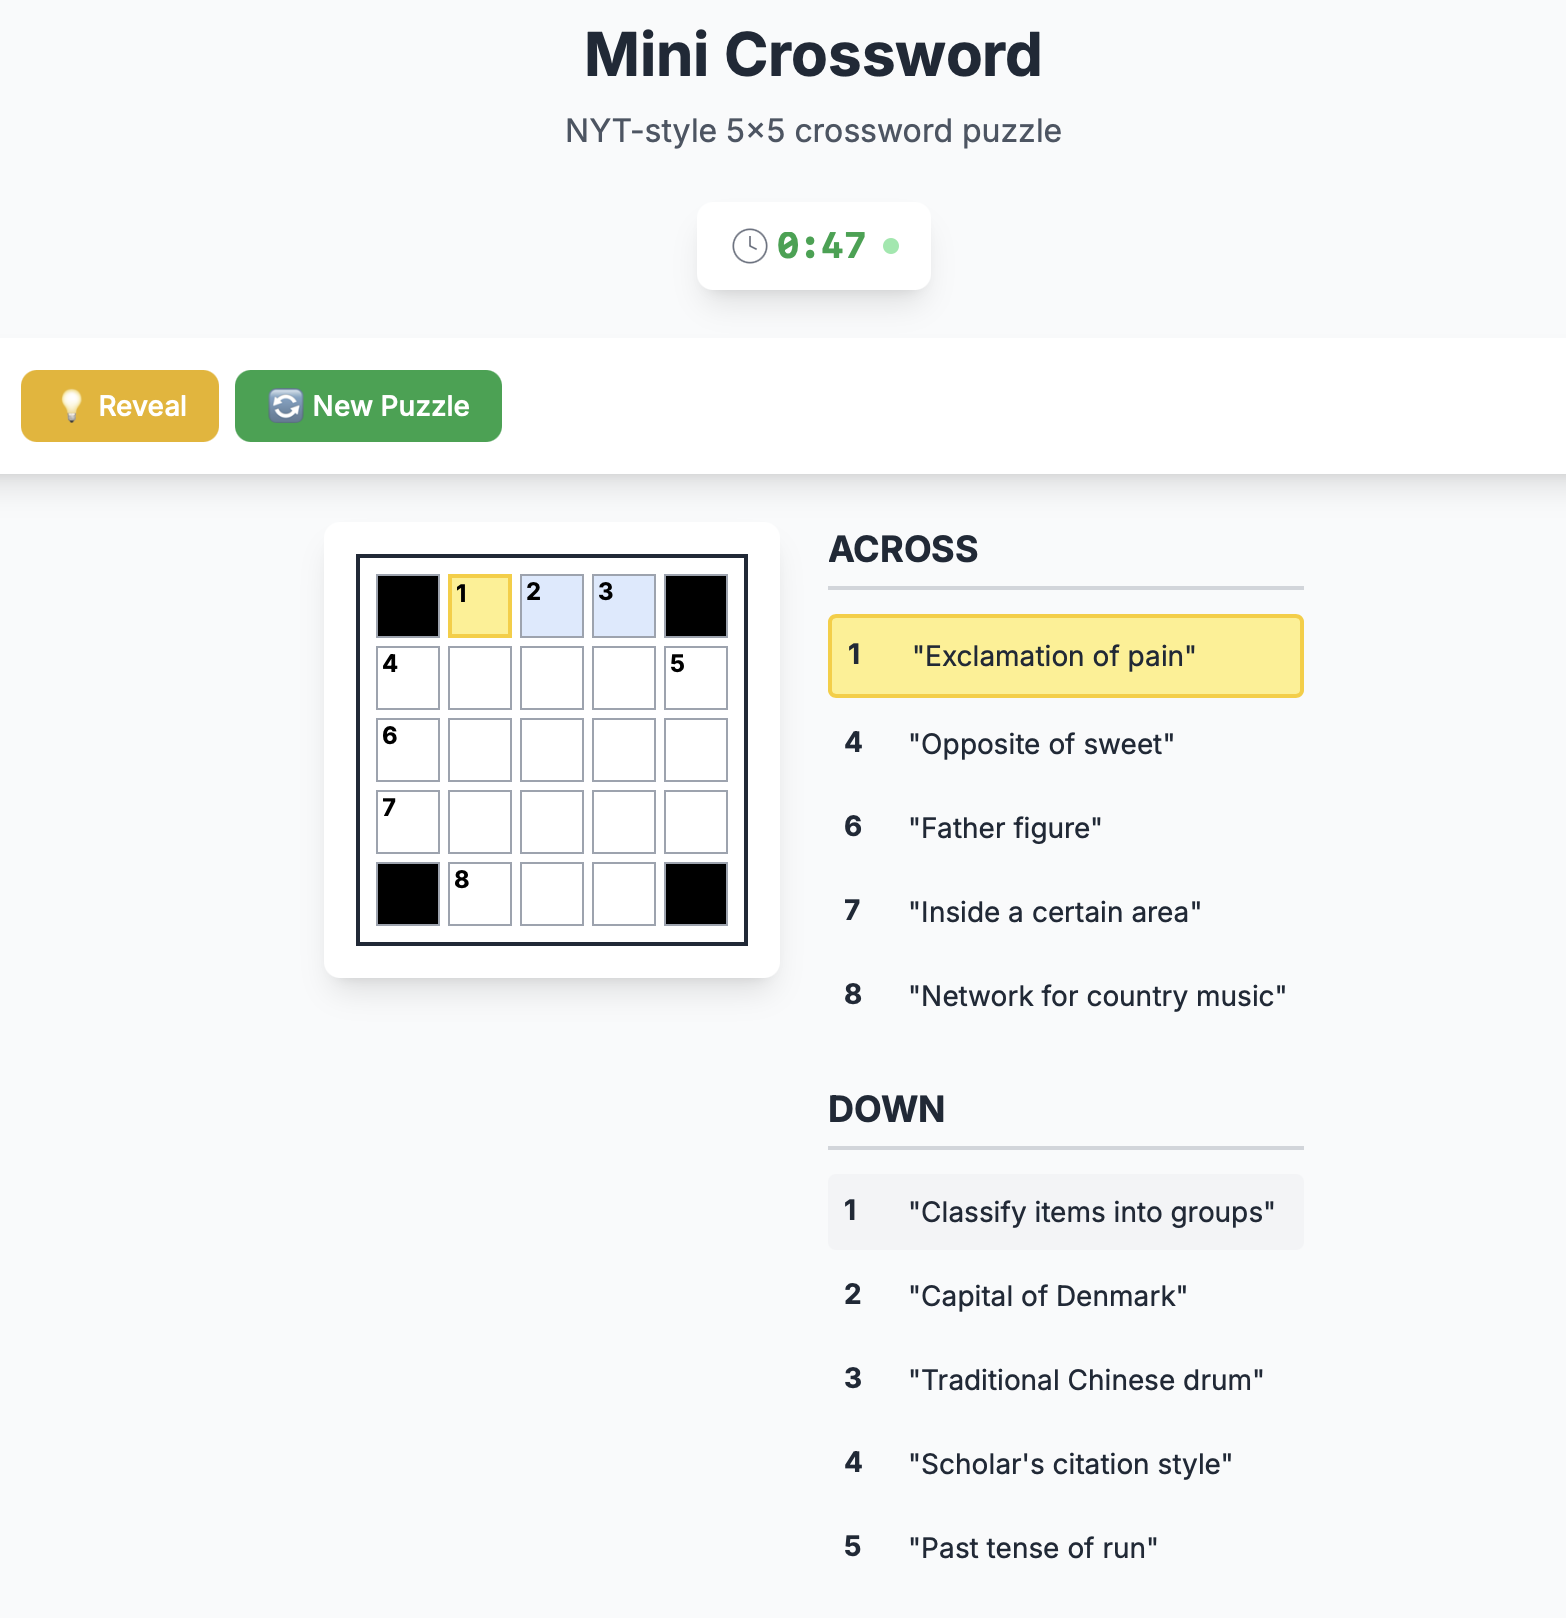 Mini Crossword
NYT-style 5×5 crossword puzzle
0:47
Reveal
New Puzzle
1 2 3
4 5
6
7
8
ACROSS
1 "Exclamation of pain"
4 "Opposite of sweet"
6 "Father figure"
7 "Inside a certain area"
8 "Network for country music"
DOWN
1 "Classify items into groups"
2 "Capital of Denmark"
3 "Traditional Chinese drum"
4 "Scholar's citation style"
5 "Past tense of run"